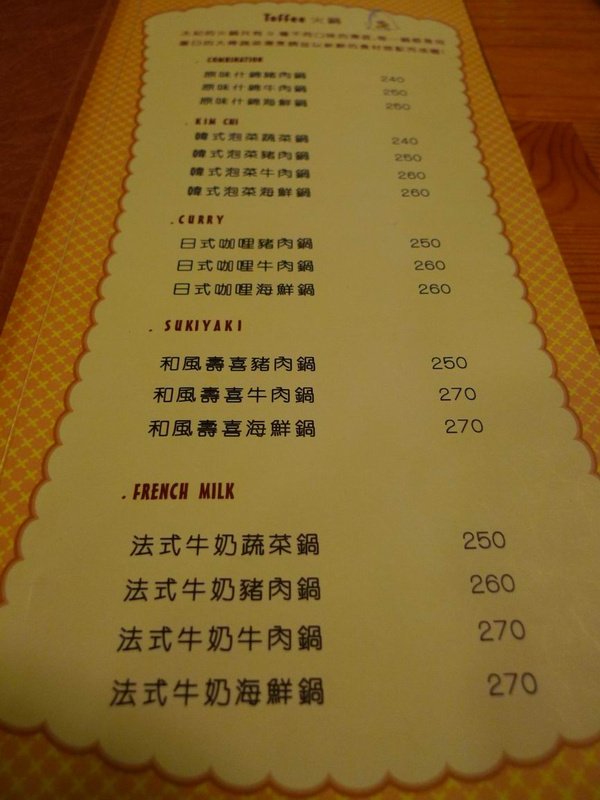 Toffee 火鍋
. COMBINATION
原味什錦豬肉鍋 240
原味什錦牛肉鍋 250
原味什錦海鮮鍋 250
. KIM CHI
韓式泡菜蔬菜鍋 240
韓式泡菜豬肉鍋 250
韓式泡菜牛肉鍋 260
韓式泡菜海鮮鍋 260
. CURRY
日式咖哩豬肉鍋 250
日式咖哩牛肉鍋 260
日式咖哩海鮮鍋 260
. SUKIYAKI
和風壽喜豬肉鍋 250
和風壽喜牛肉鍋 270
和風壽喜海鮮鍋 270
. FRENCH MILK
法式牛奶蔬菜鍋 250
法式牛奶豬肉鍋 260
法式牛奶牛肉鍋 270
法式牛奶海鮮鍋 270